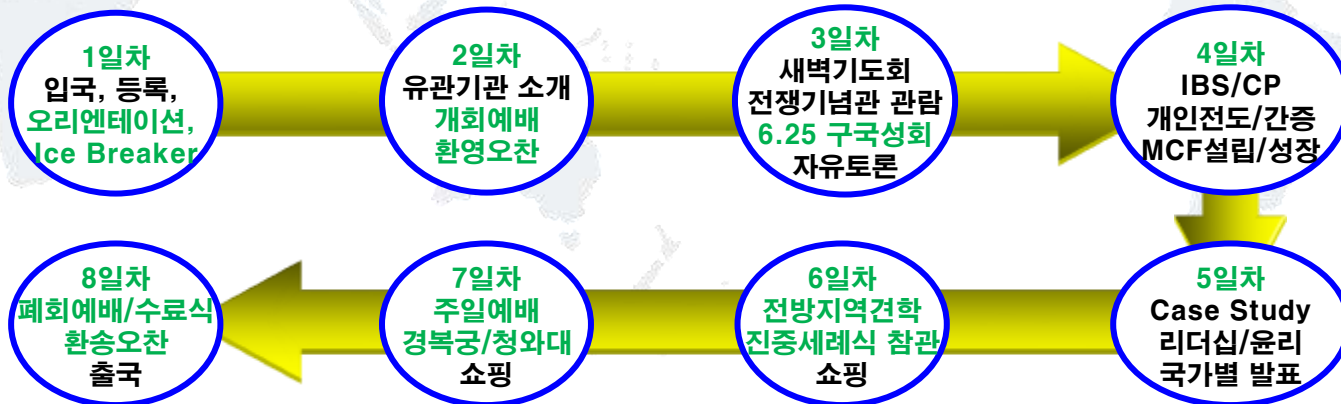 1일차
입국, 등록,
오리엔테이션,
Ice Breaker
2일차
유관기관 소개
개회예배
환영오찬
3일차
새벽기도회
전쟁기념관 관람
6.25 구국성회
자유토론
4일차
IBS/CP
개인전도/간증
MCF설립/성장
5일차
Case Study
리더십/윤리
국가별 발표
6일차
전방지역견학
진중세례식 참관
쇼핑
7일차
주일예배
경복궁/청와대
쇼핑
8일차
폐회예배/수료식
환송오찬
출국